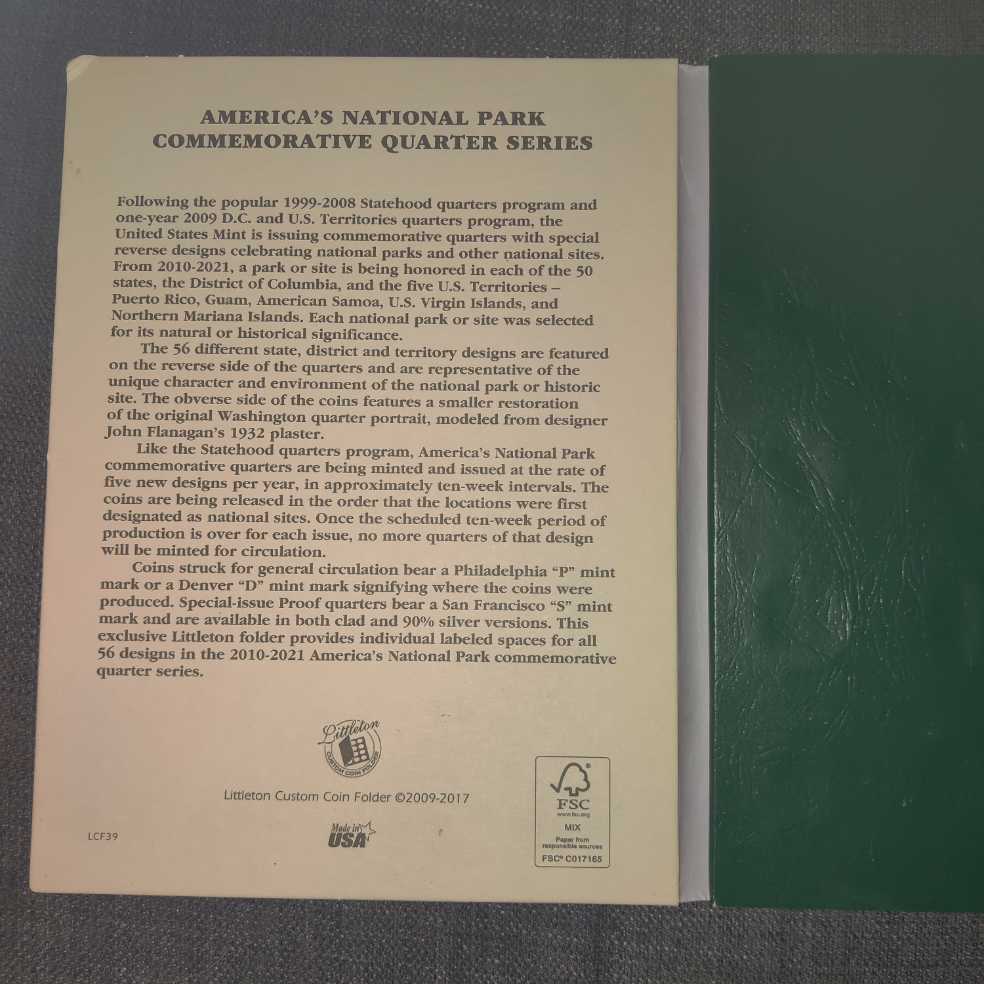 AMERICA'S NATIONAL PARK
COMMEMORATIVE QUARTER SERIES
Following the popular 1999-2008 Statehood quarters program and
one-year 2009 D.C. and U.S. Territories quarters program, the
United States Mint is issuing commemorative quarters with special
reverse designs celebrating national parks and other national sites.
From 2010-2021, a park or site is being honored in each of the 50
states, the District of Columbia, and the five U.S. Territories –
Puerto Rico, Guam, American Samoa, U.S. Virgin Islands, and
Northern Mariana Islands. Each national park or site was selected
for its natural or historical significance.
The 56 different state, district and territory designs are featured
on the reverse side of the quarters and are representative of the
unique character and environment of the national park or historic
site. The obverse side of the coins features a smaller restoration
of the original Washington quarter portrait, modeled from designer
John Flanagan's 1932 plaster.
Like the Statehood quarters program, America's National Park
commemorative quarters are being minted and issued at the rate of
five new designs per year, in approximately ten-week intervals. The
coins are being released in the order that the locations were first
designated as national sites. Once the scheduled ten-week period of
production is over for each issue, no more quarters of that design
will be minted for circulation.
Coins struck for general circulation bear a Philadelphia “P” mint
mark or a Denver “D” mint mark signifying where the coins were
produced. Special-issue Proof quarters bear a San Francisco “S” mint
mark and are available in both clad and 90% silver versions. This
exclusive Littleton folder provides individual labeled spaces for all
56 designs in the 2010-2021 America's National Park commemorative
quarter series.
Littleton
CUSTOM COIN FOLDER
Littleton Custom Coin Folder ©2009-2017
LCF39
Made in
USA
®
FSC
www.fsc.org
MIX
Paper from
responsible sources
FSC® C017165